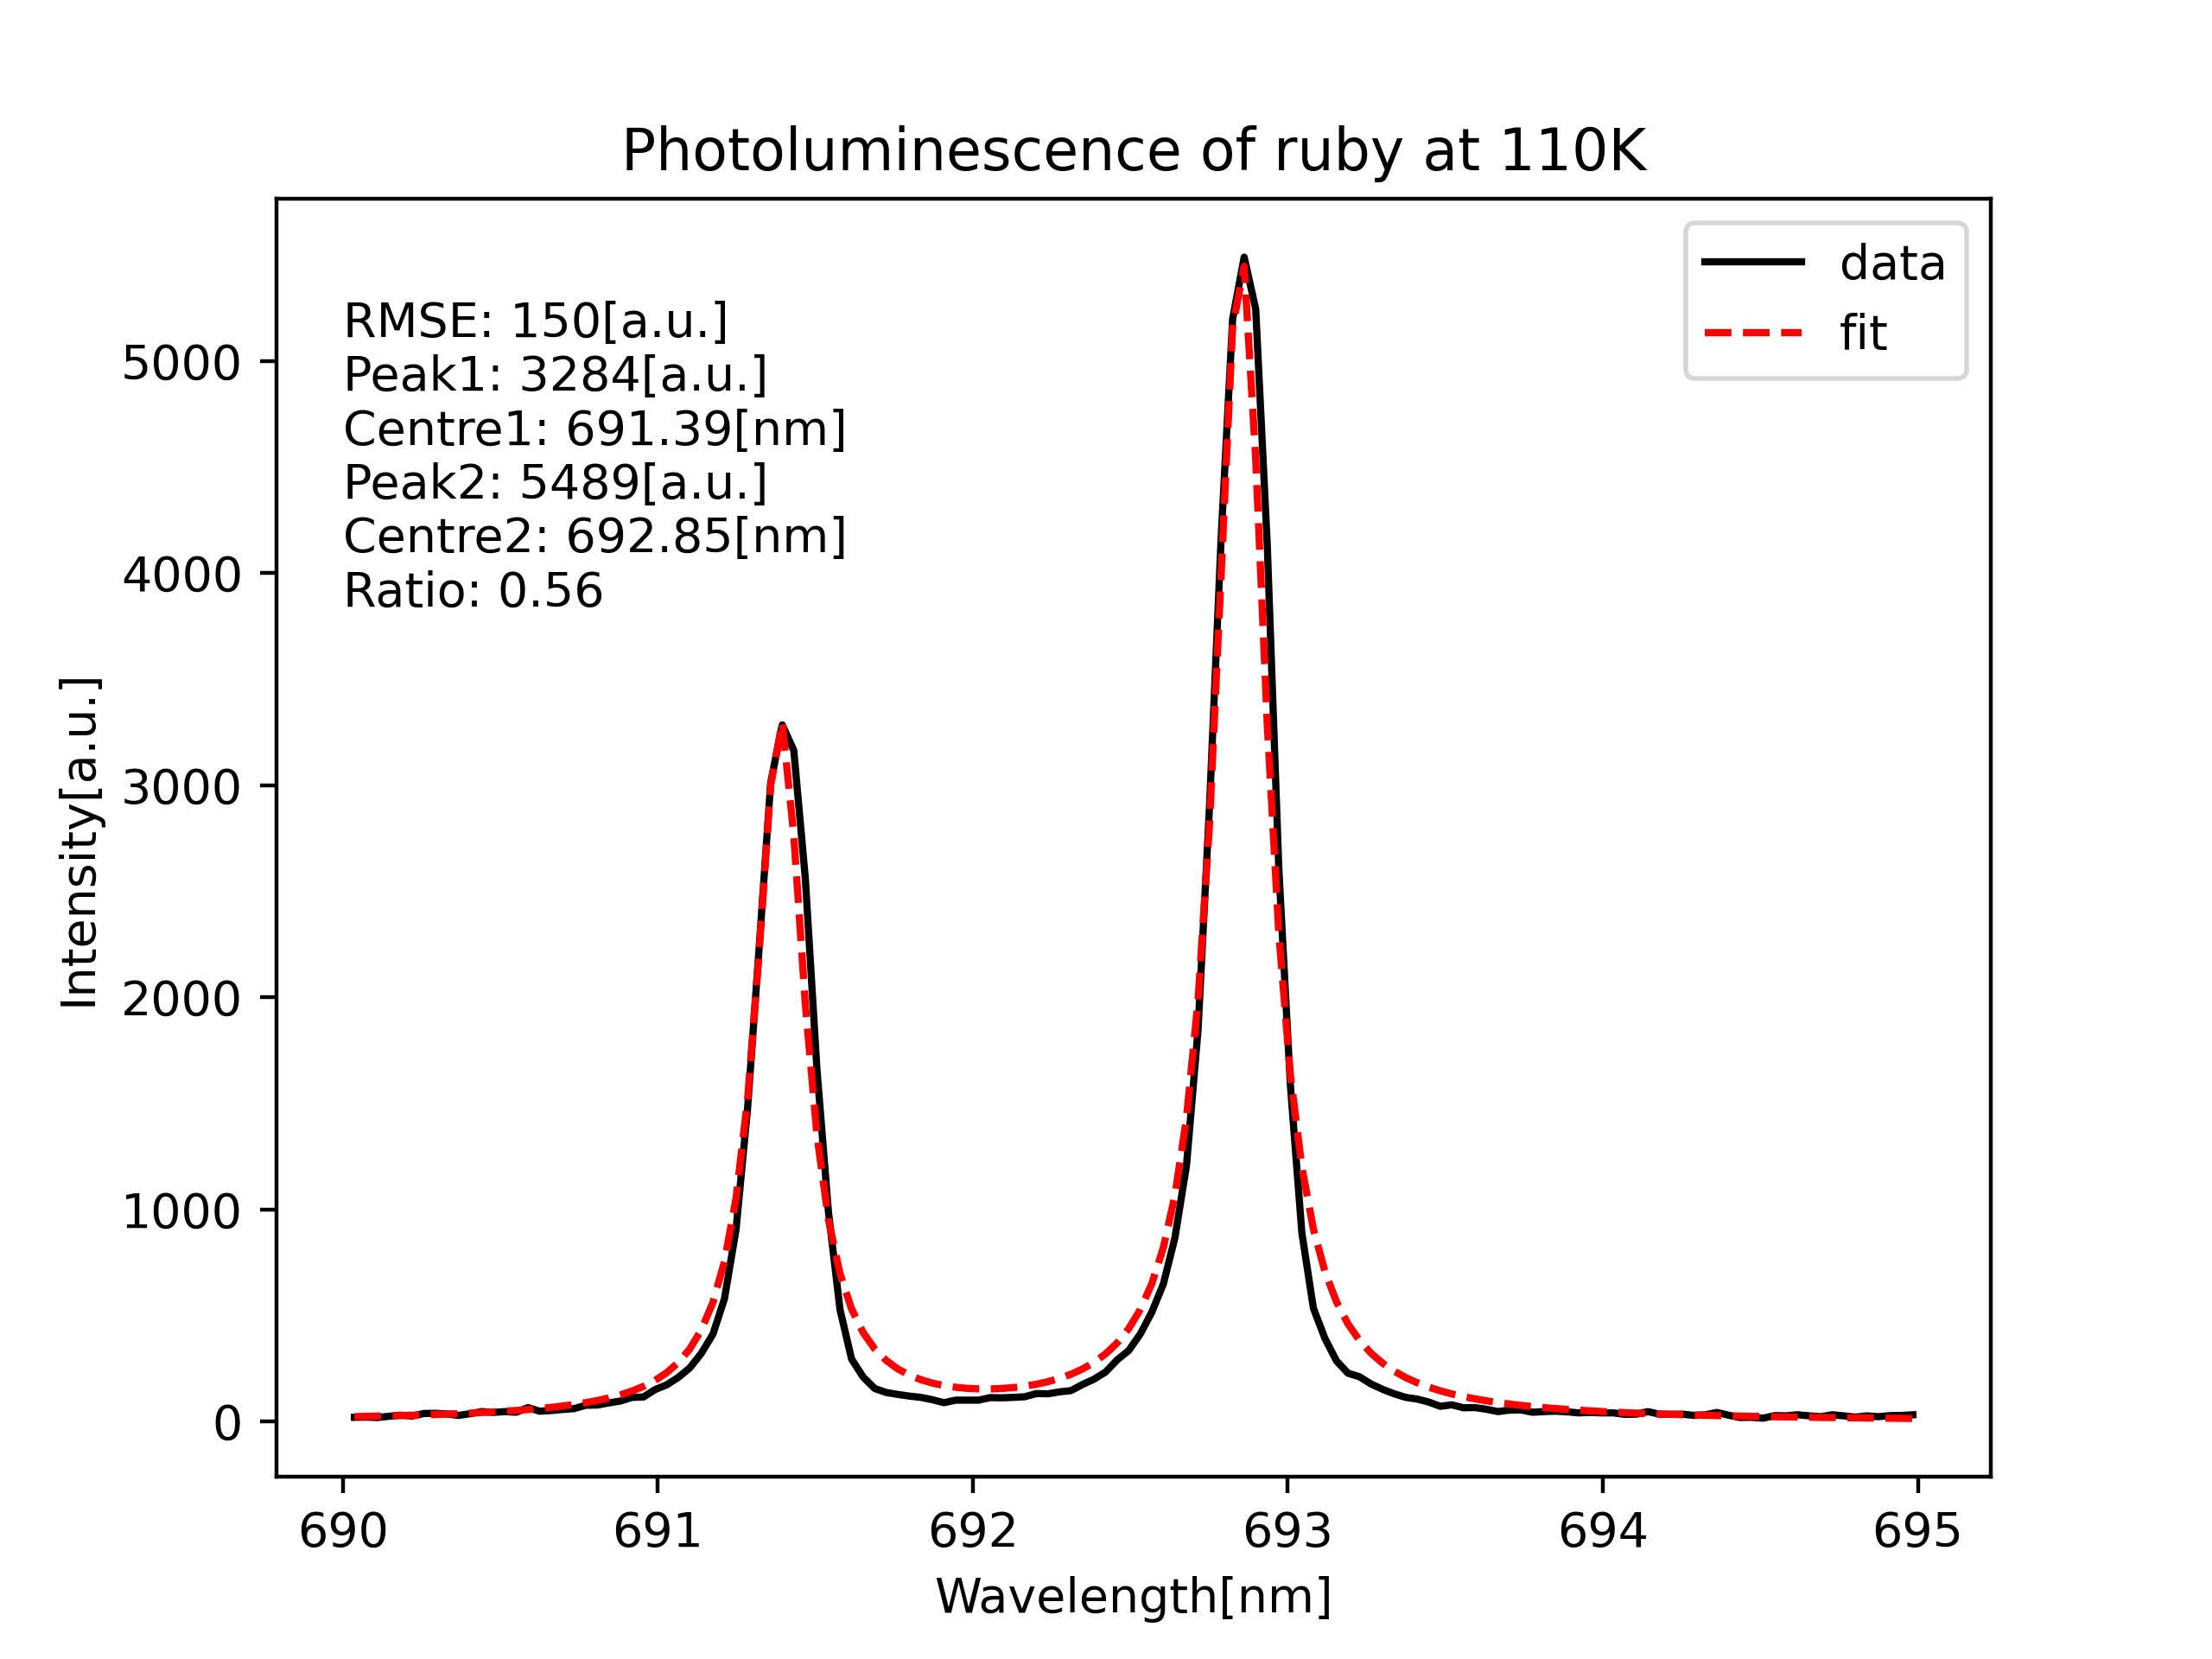 Photoluminescence of ruby at 110K
data
fit
RMSE: 150[a.u.]
Peak1: 3284[a.u.]
Centre1: 691.39[nm]
Peak2: 5489[a.u.]
Centre2: 692.85[nm]
Ratio: 0.56
Intensity[a.u.]
5000
4000
3000
2000
1000
0
690 691 692 693 694 695
Wavelength[nm]